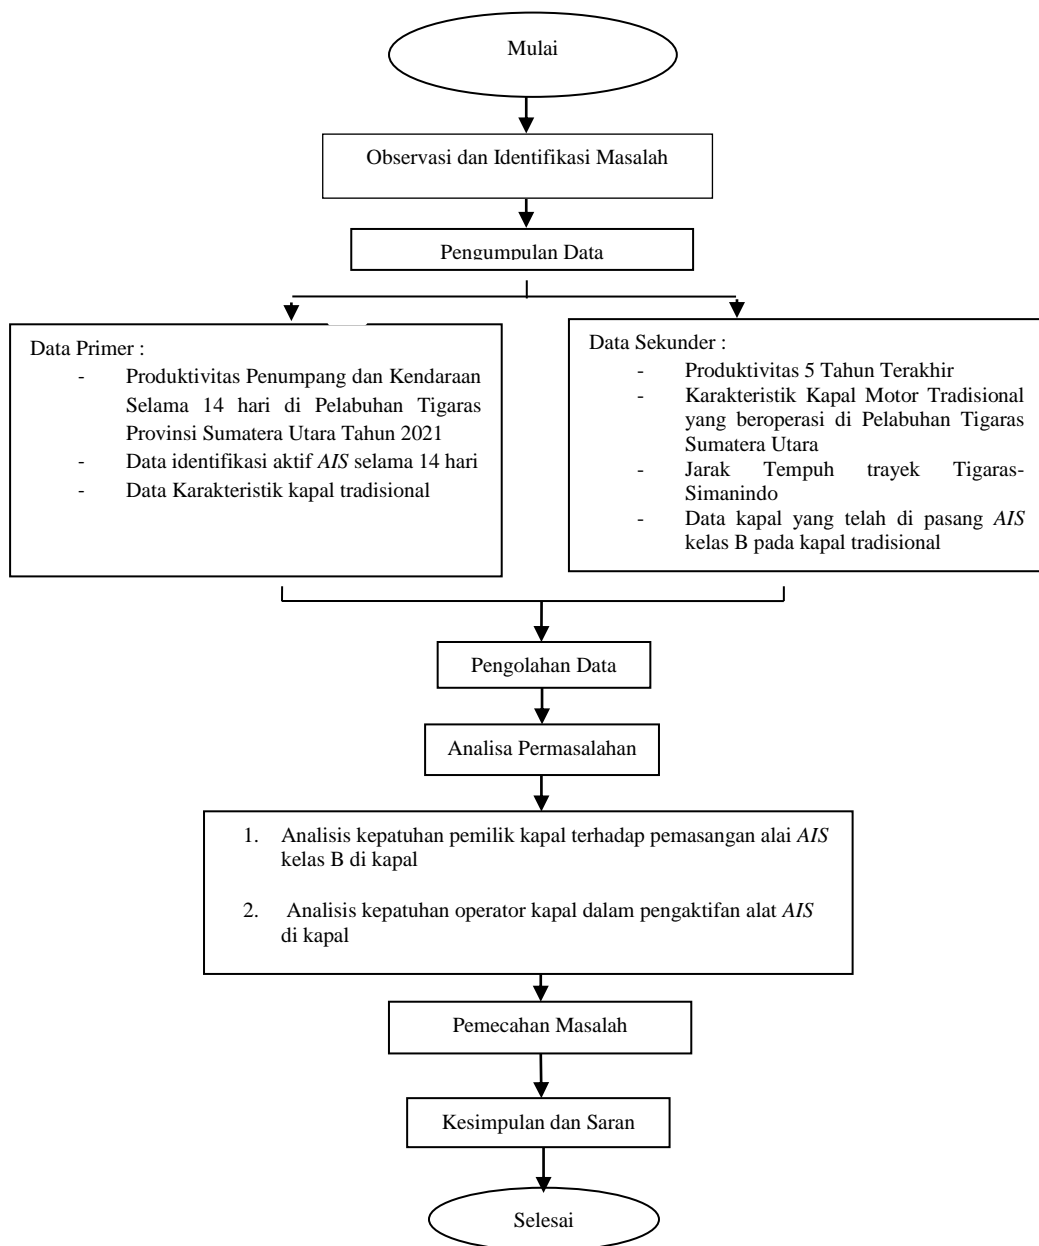 Mulai
Observasi dan Identifikasi Masalah
Pengumpulan Data
Data Primer :
- Produktivitas Penumpang dan Kendaraan
Selama 14 hari di Pelabuhan Tigaras
Provinsi Sumatera Utara Tahun 2021
- Data identifikasi aktif AIS selama 14 hari
- Data Karakteristik kapal tradisional
Data Sekunder :
- Produktivitas 5 Tahun Terakhir
- Karakteristik Kapal Motor Tradisional
yang beroperasi di Pelabuhan Tigaras
Sumatera Utara
- Jarak Tempuh trayek Tigaras-
Simanindo
- Data kapal yang telah di pasang AIS
kelas B pada kapal tradisional
Pengolahan Data
Analisa Permasalahan
1. Analisis kepatuhan pemilik kapal terhadap pemasangan alai AIS
kelas B di kapal
2. Analisis kepatuhan operator kapal dalam pengaktifan alat AIS
di kapal
Pemecahan Masalah
Kesimpulan dan Saran
Selesai